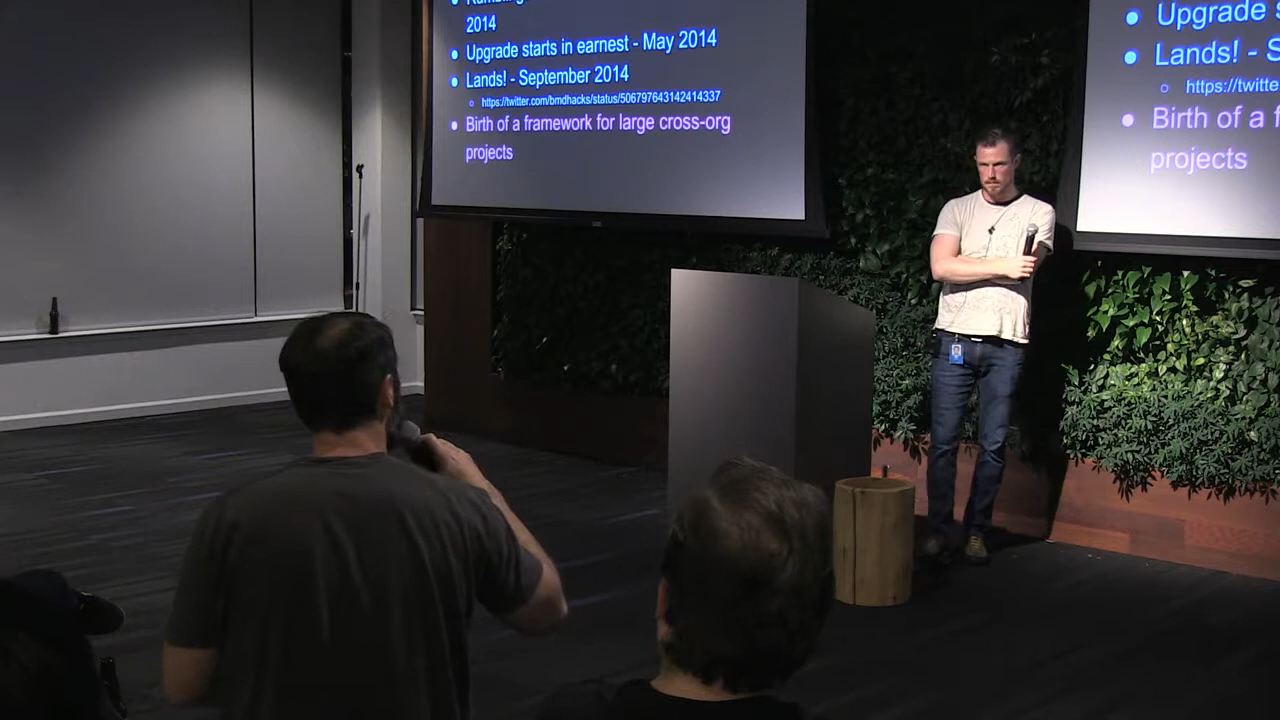 2014
Upgrade starts in earnest - May 2014
Lands! - September 2014
https://twitter.com/bmdhacks/status/506797643142414337
Birth of a framework for large cross-org
projects
Upgrade
Lands! - S
https://twitte
Birth of a f
projects